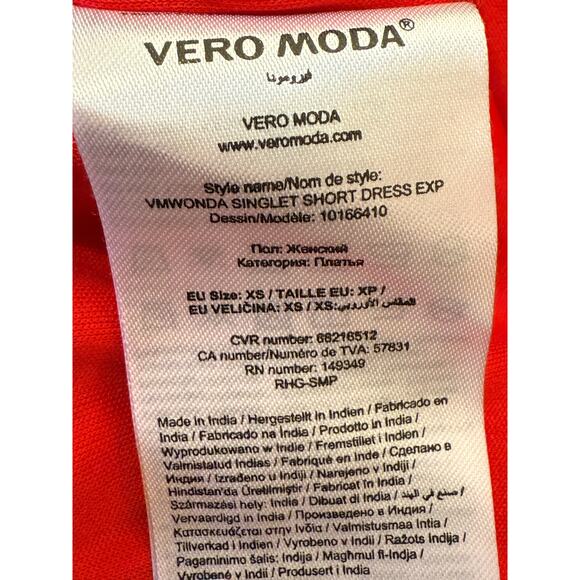 VERO MODA®
فيرومودا
VERO MODA
www.veromoda.com
Style name/Nom de style:
VMWONDA SINGLET SHORT DRESS EXP
Dessin/Modèle: 10166410
Пол: Женский
Категория: Платья
EU Size: XS / TAILLE EU: XP /
EU VELIČINA: XS / XS:المقاس الأوروبي
CVR number: 68216512
CA number/Numéro de TVA: 57831
RN number: 149349
RHG-SMP
Made in India / Hergestellt in Indien / Fabricado en
India / Fabricado na Índia / Prodotto in India /
Wyprodukowano w Indie / Fremstillet i Indien /
Valmistatud Indias / Fabriqué en Inde / Сделано в
Индия / Izrađeno u Indiji / Narejeno v Indiji /
Hindistan'da Üretilmiştir / Fabricat în India /
Származási hely: India / Dibuat di India / صنع في الهند /
Vervaardigd in India / Произведено в Индия /
Κατασκευάζεται στην Ινδία / Valmistusmaa Intia /
Tillverkad i Indien / Vyrobeno v Indii / Ražots Indija /
Pagaminimo šalis: Indija / Maghmul fl-Indja /
Vyrobené v Indii / Produsert i India